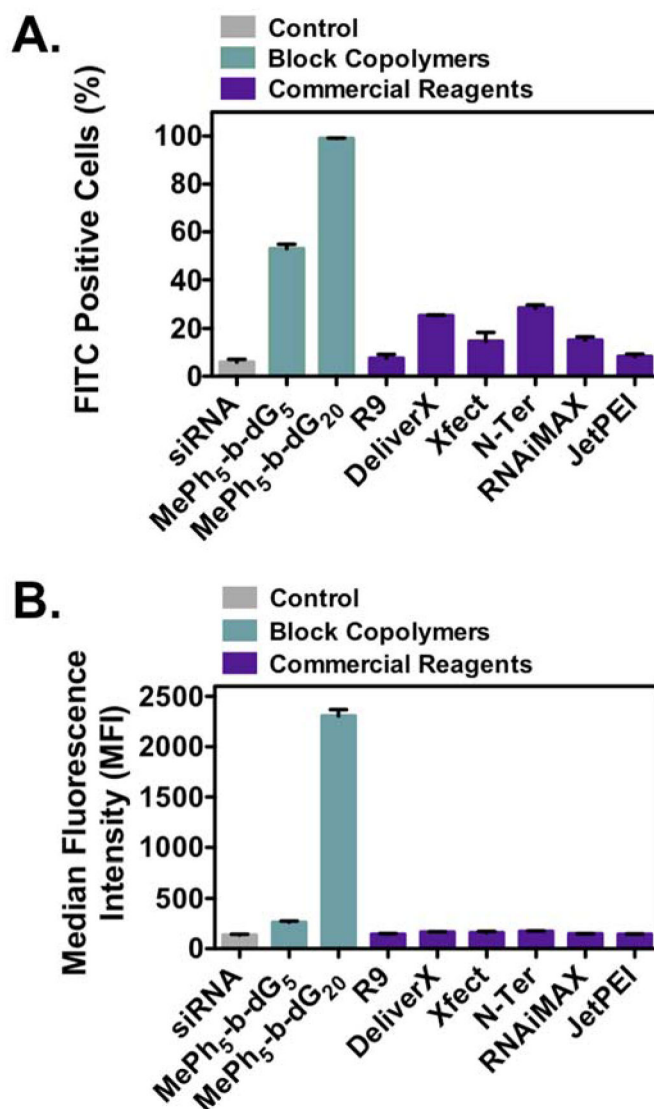 A.
Control
Block Copolymers
Commercial Reagents
FITC Positive Cells (%)
100
80
60
40
20
0
siRNA
MePh₅-b-dG₅
MePh₅-b-dG₂₀
R9
DeliverX
Xfect
N-Ter
RNAiMAX
JetPEI
B.
Control
Block Copolymers
Commercial Reagents
Median Fluorescence
Intensity (MFI)
2500
2000
1500
1000
500
0
siRNA
MePh₅-b-dG₅
MePh₅-b-dG₂₀
R9
DeliverX
Xfect
N-Ter
RNAiMAX
JetPEI